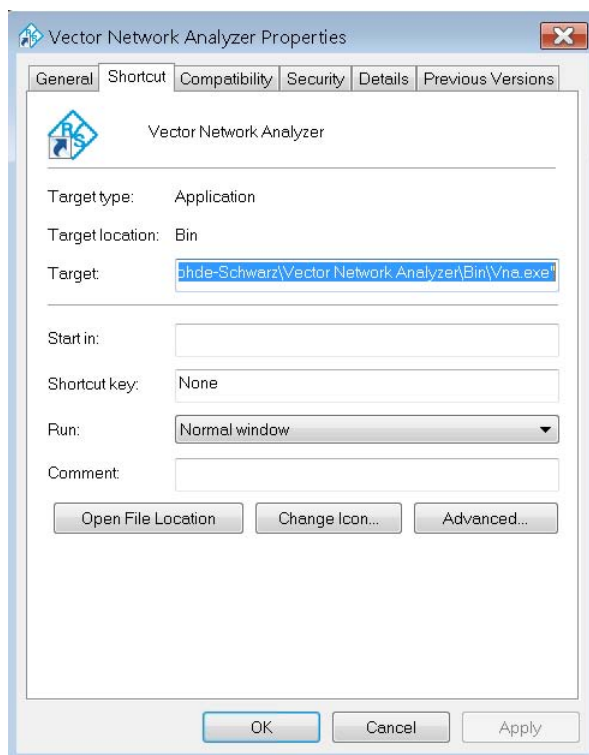 Vector Network Analyzer Properties
General Shortcut Compatibility Security Details Previous Versions
R S
Vector Network Analyzer
Target type: Application
Target location: Bin
Target: ohde-Schwarz\Vector Network Analyzer\Bin\Vna.exe"
Start in:
Shortcut key: None
Run: Normal window
Comment:
Open File Location Change Icon... Advanced...
OK Cancel Apply